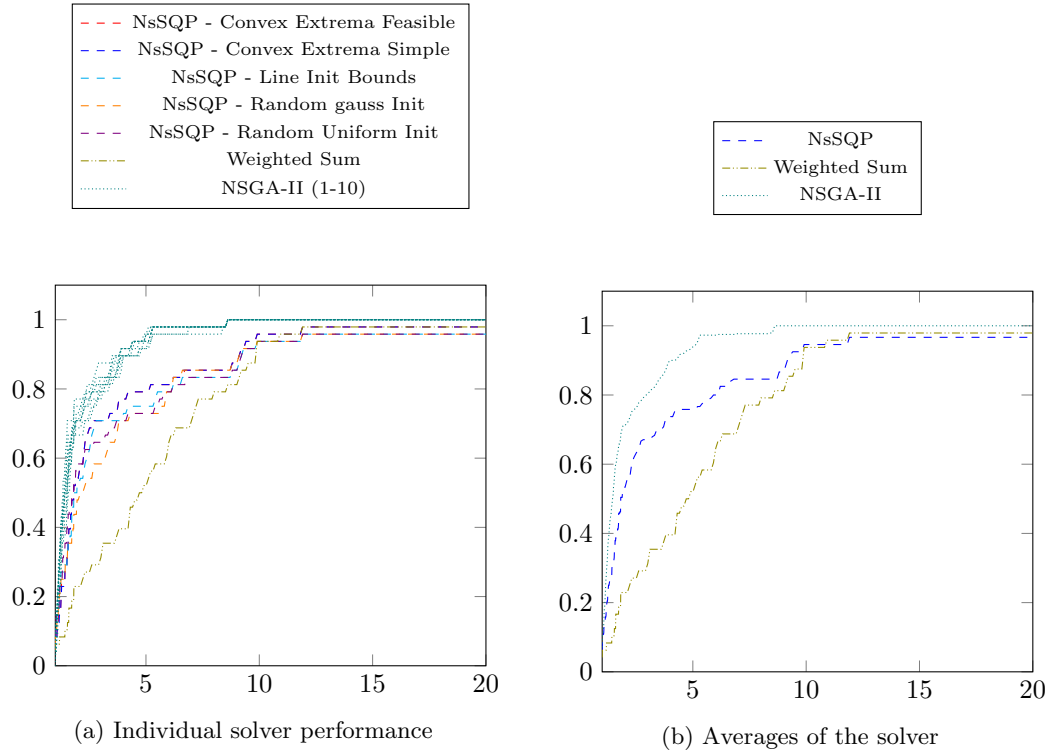 NsSQP - Convex Extrema Feasible
NsSQP - Convex Extrema Simple
NsSQP - Line Init Bounds
NsSQP - Random gauss Init
NsSQP - Random Uniform Init
Weighted Sum
NSGA-II (1-10)
1
0.8
0.6
0.4
0.2
0
5
10
15
20
(a) Individual solver performance
NsSQP
Weighted Sum
NSGA-II
1
0.8
0.6
0.4
0.2
0
5
10
15
20
(b) Averages of the solver